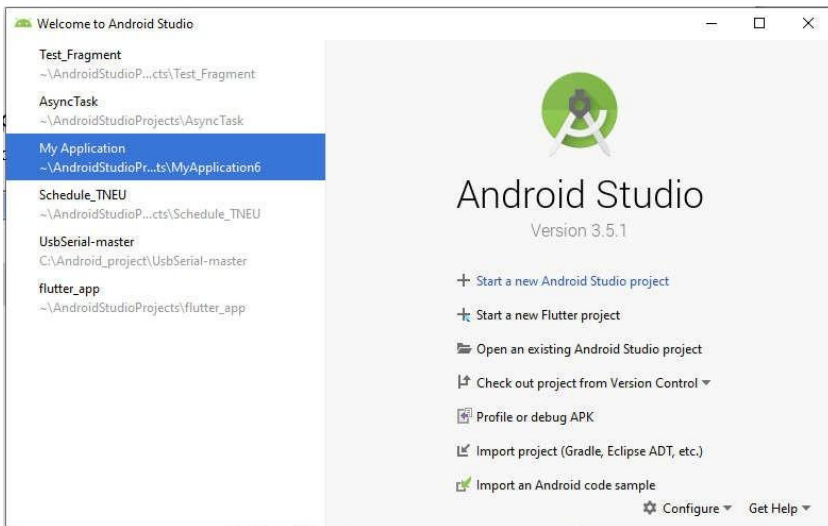 Welcome to Android Studio
Test_Fragment
~\AndroidStudioP...cts\Test_Fragment
AsyncTask
~\AndroidStudioProjects\AsyncTask
My Application
~\AndroidStudioPr...ts\MyApplication6
Schedule_TNEU
~\AndroidStudioP...cts\Schedule_TNEU
UsbSerial-master
C:\Android_project\UsbSerial-master
flutter_app
~\AndroidStudioProjects\flutter_app
Android Studio
Version 3.5.1
Start a new Android Studio project
Start a new Flutter project
Open an existing Android Studio project
Check out project from Version Control
Profile or debug APK
Import project (Gradle, Eclipse ADT, etc.)
Import an Android code sample
Configure Get Help